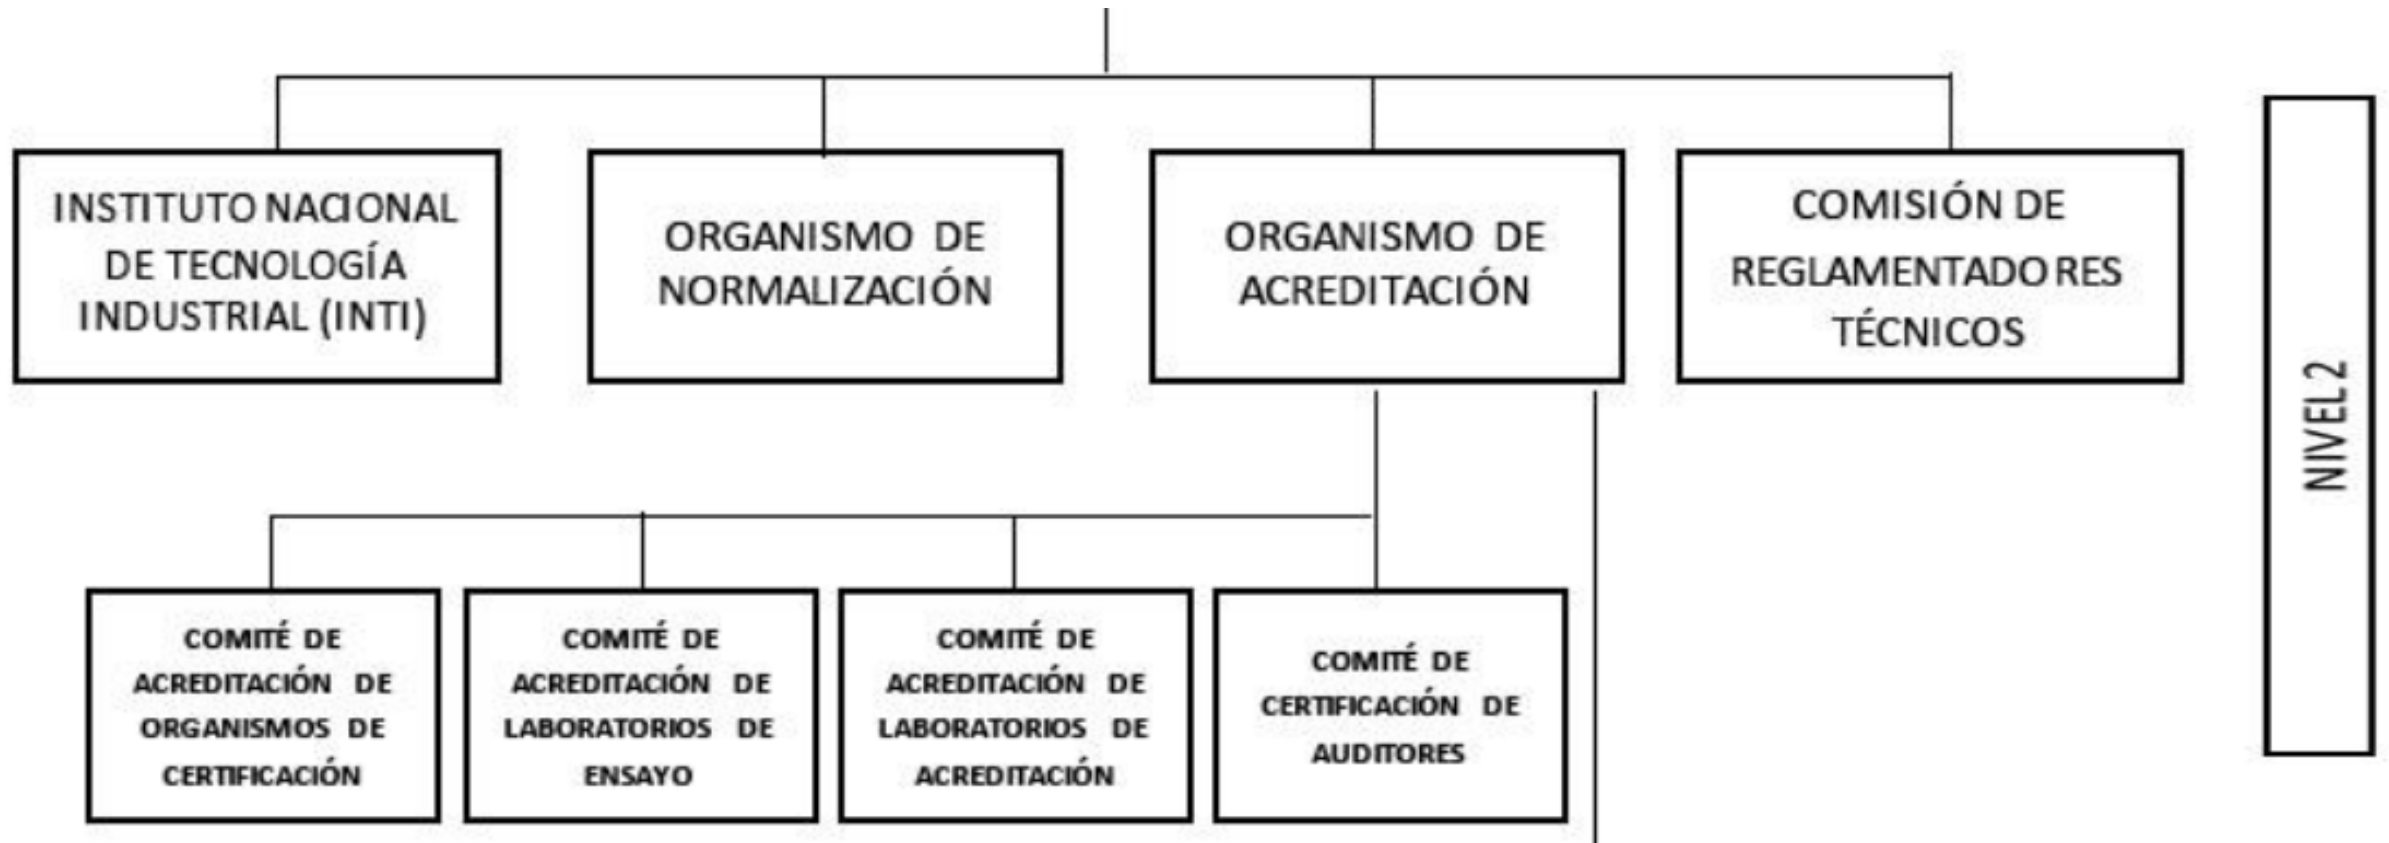 INSTITUTO NACIONAL
DE TECNOLOGÍA
INDUSTRIAL (INTI)
ORGANISMO DE
NORMALIZACIÓN
ORGANISMO DE
ACREDITACIÓN
COMISIÓN DE
REGLAMENTADORES
TÉCNICOS
NIVEL 2
COMITÉ DE
ACREDITACIÓN DE
ORGANISMOS DE
CERTIFICACIÓN
COMITÉ DE
ACREDITACIÓN DE
LABORATORIOS DE
ENSAYO
COMITÉ DE
ACREDITACIÓN DE
LABORATORIOS DE
ACREDITACIÓN
COMITÉ DE
CERTIFICACIÓN DE
AUDITORES